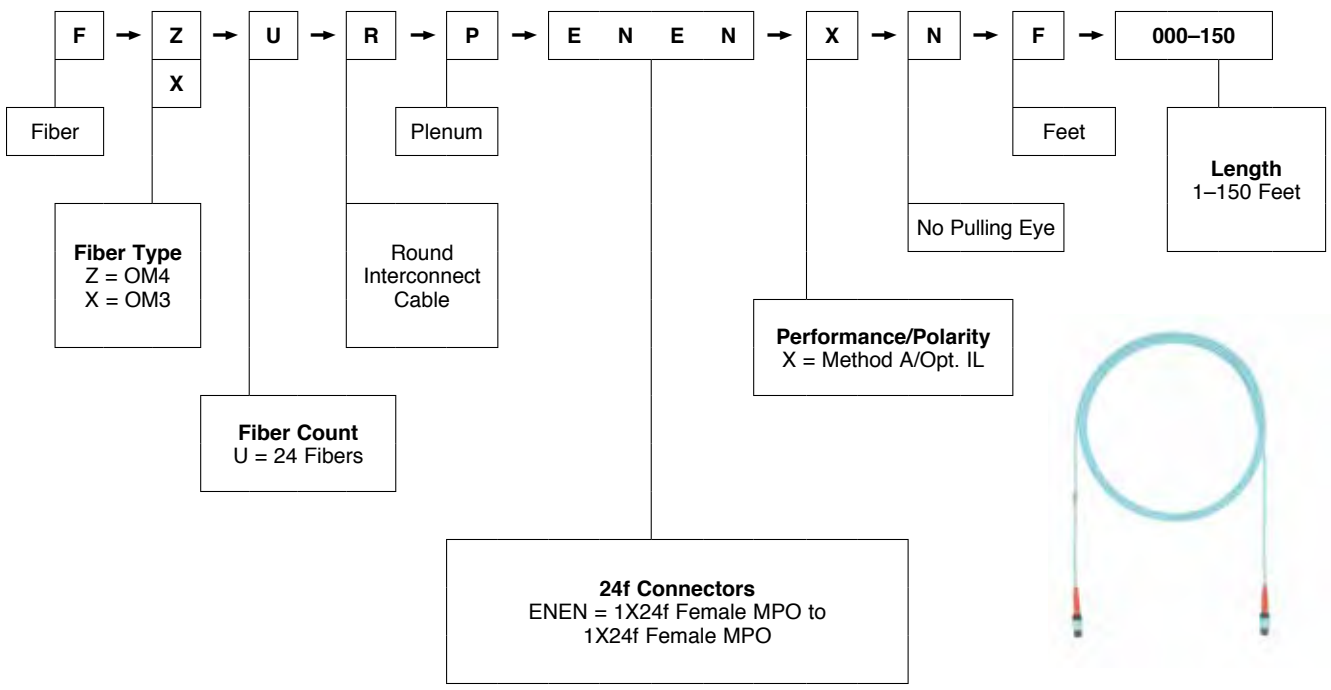 F → Z → U → R → P → E N E N → X → N → F → 000–150
X
Fiber
Plenum
Feet
Length
1–150 Feet
Fiber Type
Z = OM4
X = OM3
Round
Interconnect
Cable
No Pulling Eye
Performance/Polarity
X = Method A/Opt. IL
Fiber Count
U = 24 Fibers
24f Connectors
ENEN = 1X24f Female MPO to
1X24f Female MPO